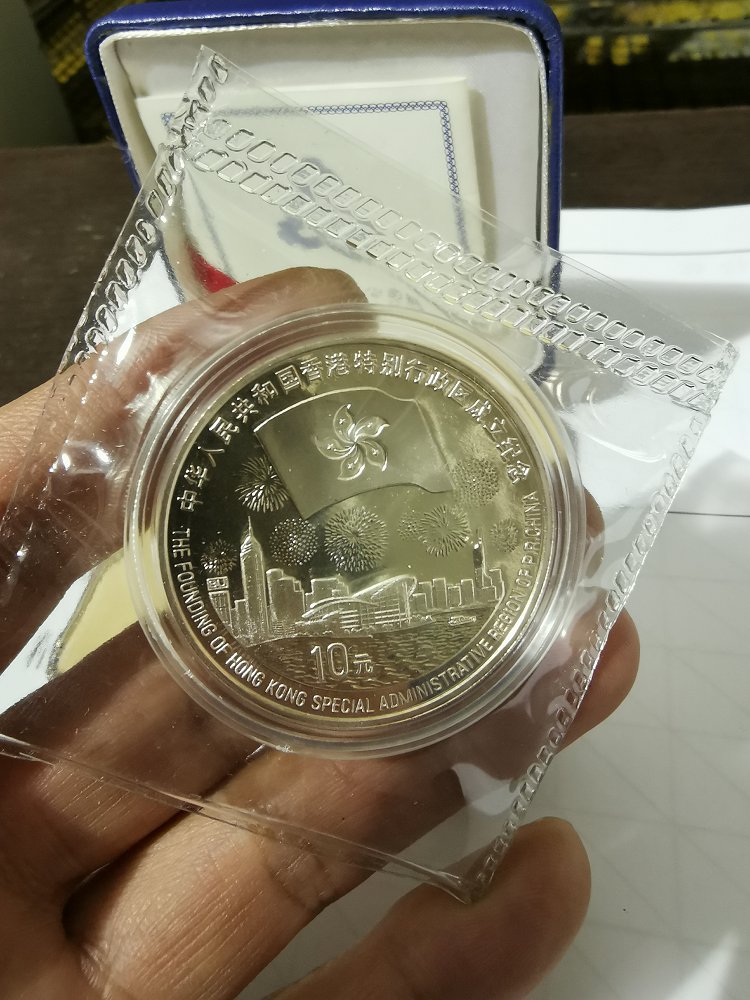 中华人民共和国香港特别行政區成立纪念
10元
THE FOUNDING OF HONG KONG SPECIAL ADMINISTRATIVE REGION OF P.R.CHINA